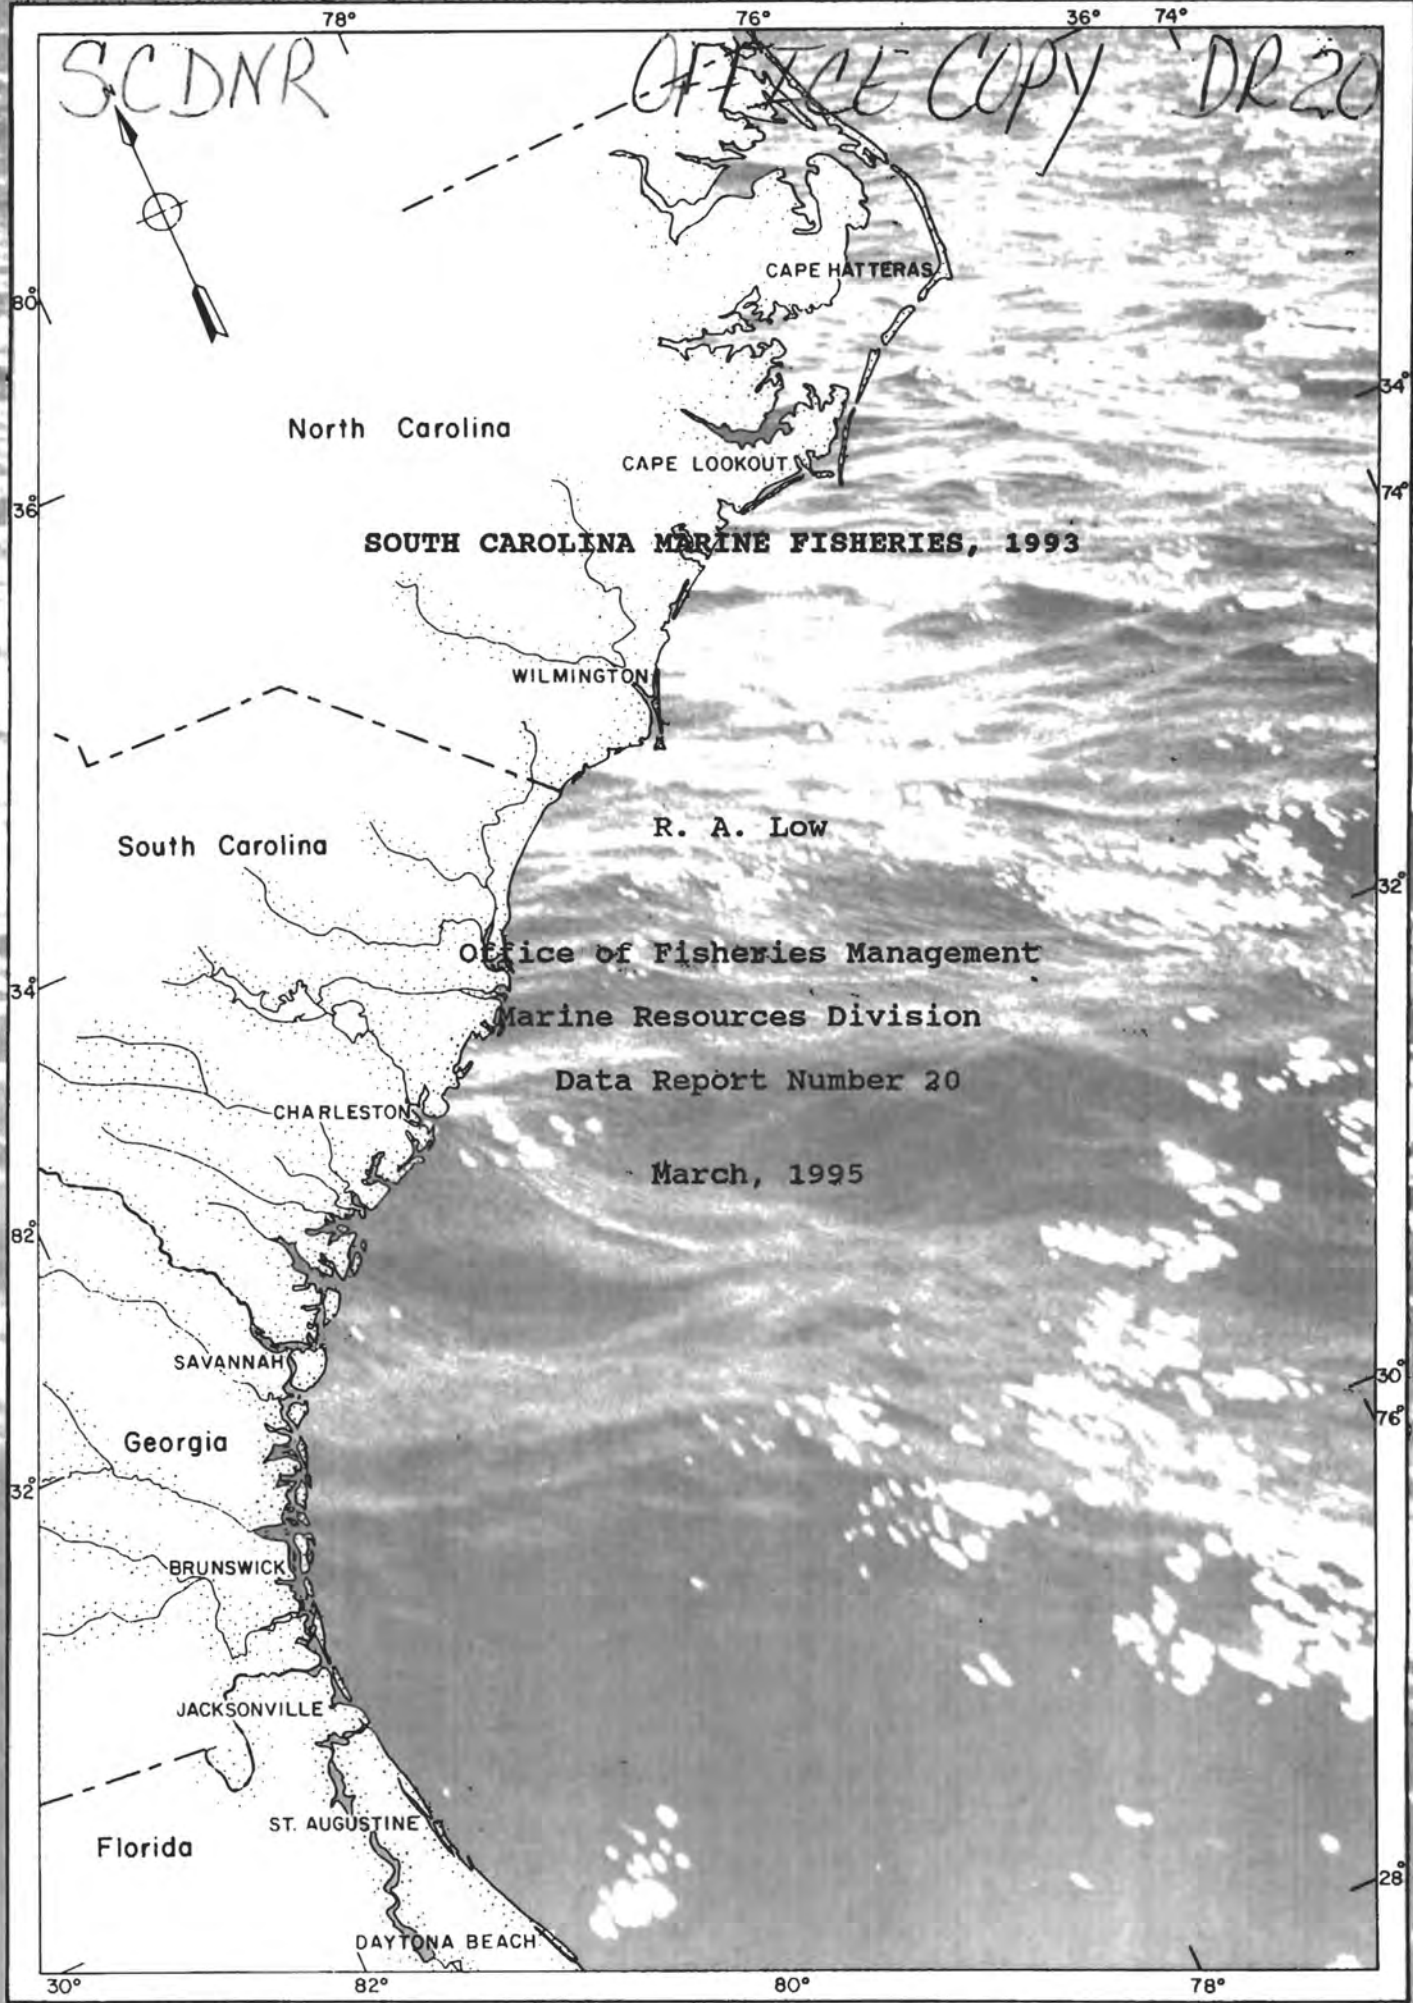 78° 76° 36° 74°
SCDNR OFFICE COPY DR 20
CAPE HATTERAS
80°
34°
North Carolina
CAPE LOOKOUT
74°
36°
SOUTH CAROLINA MARINE FISHERIES, 1993
WILMINGTON
R. A. Low
South Carolina
32°
Office of Fisheries Management
34°
Marine Resources Division
Data Report Number 20
CHARLESTON
March, 1995
82°
SAVANNAH
30°
76°
Georgia
32°
BRUNSWICK
JACKSONVILLE
ST. AUGUSTINE
Florida
28°
DAYTONA BEACH
30° 82° 80° 78°